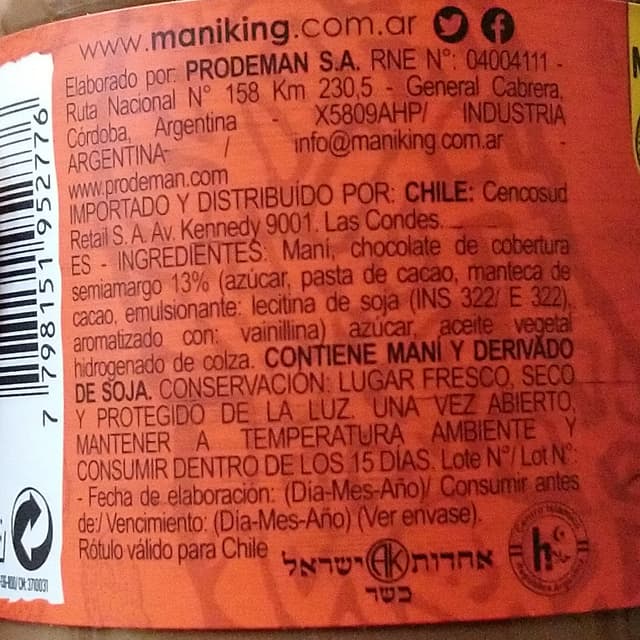 www.maniking.com.ar
Elaborado por: PRODEMAN S.A. RNE N°: 04004111 -
Ruta Nacional N° 158 Km 230,5 - General Cabrera,
Córdoba, Argentina - X5809AHP/ INDUSTRIA
ARGENTINA- / info@maniking.com.ar -
www.prodeman.com
IMPORTADO Y DISTRIBUÍDO POR: CHILE: Cencosud
Retail S.A. Av. Kennedy 9001. Las Condes.
ES - INGREDIENTES: Maní, chocolate de cobertura
semiamargo 13% (azúcar, pasta de cacao, manteca de
cacao, emulsionante: lecitina de soja (INS 322/ E 322),
aromatizado con: vainillina) azúcar, aceite vegetal
hidrogenado de colza. CONTIENE MANÍ Y DERIVADO
DE SOJA. CONSERVACIÓN: LUGAR FRESCO, SECO
Y PROTEGIDO DE LA LUZ. UNA VEZ ABIERTO,
MANTENER A TEMPERATURA AMBIENTE Y
CONSUMIR DENTRO DE LOS 15 DÍAS. Lote N°/ Lot N°:
- Fecha de elaboración: (Día-Mes-Año)/ Consumir antes
de:/ Vencimiento: (Día-Mes-Año) (Ver envase).
Rótulo válido para Chile
אחדות AK ישראל
כשר
h
7 798151 952776